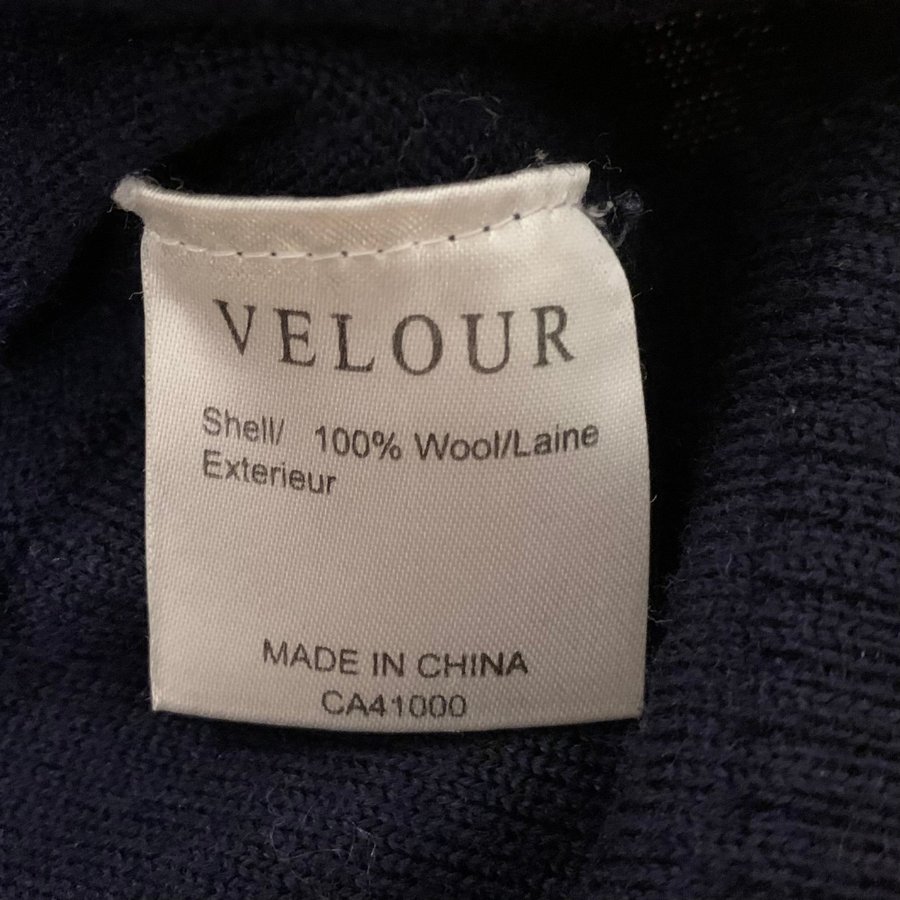 VELOUR
Shell/ 100% Wool/Laine
Exterieur
MADE IN CHINA
CA41000